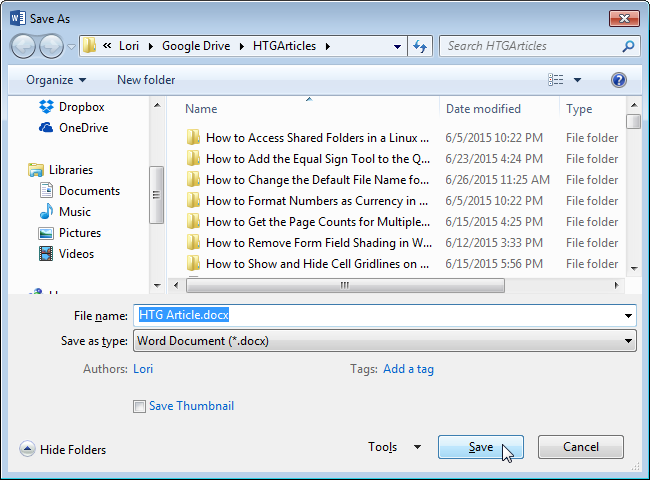 Save As
« Lori Google Drive HTGArticles Search HTGArticles
Organize New folder
Name Date modified Type
Dropbox
OneDrive
Libraries
Documents
Music
Pictures
Videos
How to Access Shared Folders in a Linux ... 6/5/2015 10:22 PM File folder
How to Add the Equal Sign Tool to the Q... 6/23/2015 4:24 PM File folder
How to Change the Default File Name fo... 6/26/2015 11:25 AM File folder
How to Format Numbers as Currency in ... 6/5/2015 10:22 PM File folder
How to Get the Page Counts for Multiple... 6/15/2015 4:25 PM File folder
How to Remove Form Field Shading in W... 6/12/2015 3:33 PM File folder
How to Show and Hide Cell Gridlines on ... 6/15/2015 5:56 PM File folder
File name: HTG Article.docx
Save as type: Word Document (*.docx)
Authors: Lori Tags: Add a tag
Save Thumbnail
Hide Folders Tools Save Cancel